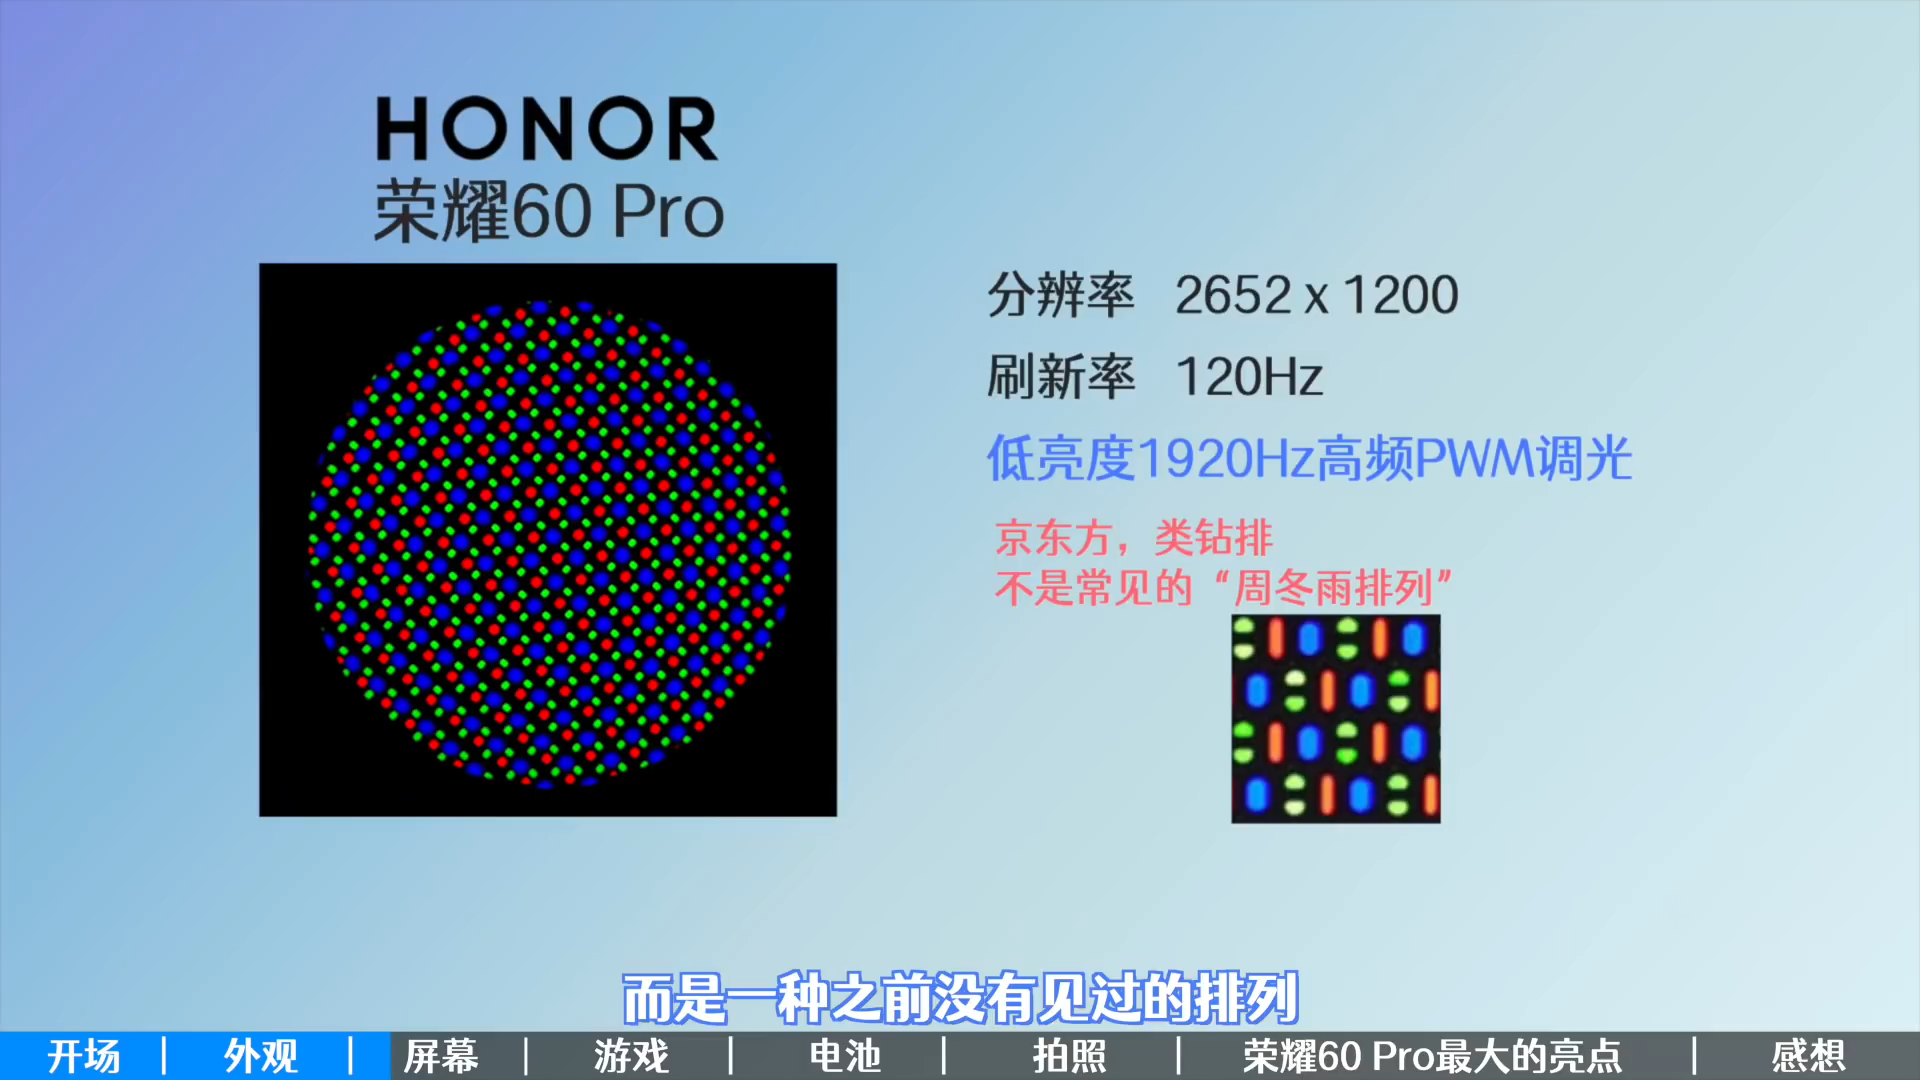 HONOR
荣耀60 Pro
分辨率 2652 x 1200
刷新率 120Hz
低亮度1920Hz高频PWM调光
京东方，类钻排
不是常见的“周冬雨排列”
而是一种之前没有见过的排列
开场 | 外观 | 屏幕 | 游戏 | 电池 | 拍照 | 荣耀60 Pro最大的亮点 | 感想